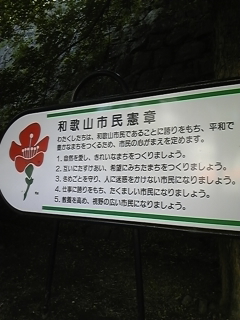 和歌山市民憲章
わたくしたちは、和歌山市民であることに誇りをもち、平和で
豊かなまちをつくるため、市民の心がまえを定めます。
1.自然を愛し、きれいなまちをつくりましょう。
2.互いにたすけあい、希望にみちたまちをつくりましょう。
3.きめごとを守り、人に迷惑をかけない市民になりましょう。
4.仕事に誇りをもち、たくましい市民になりましょう。
5.教養を高め、視野の広い市民になりましょう。